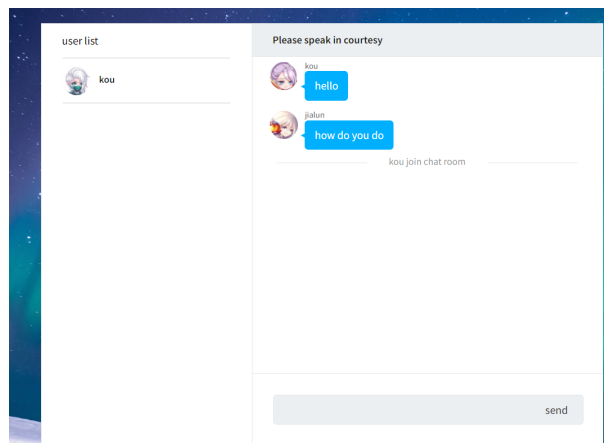 user list
kou
Please speak in courtesy
kou
hello
jialun
how do you do
kou join chat room
send